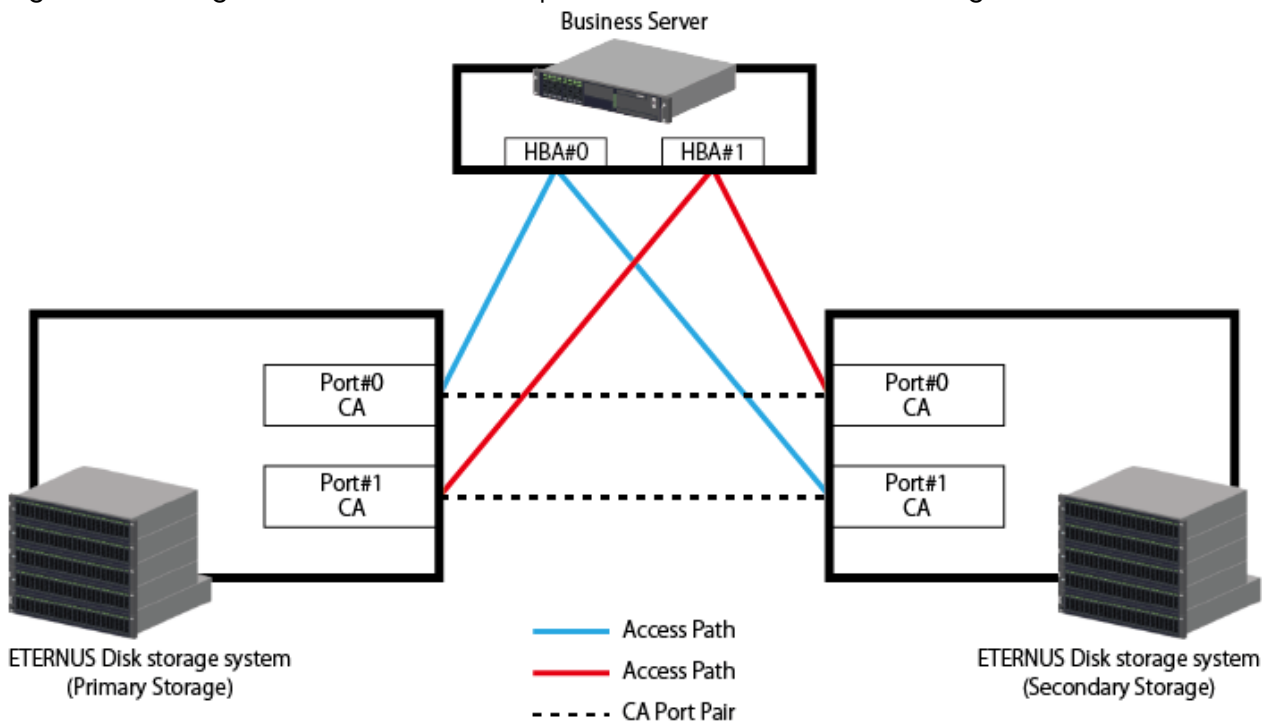 Business Server
HBA#0
HBA#1
Port#0
CA
Port#1
CA
Port#0
CA
Port#1
CA
ETERNUS Disk storage system
(Primary Storage)
ETERNUS Disk storage system
(Secondary Storage)
Access Path
Access Path
CA Port Pair